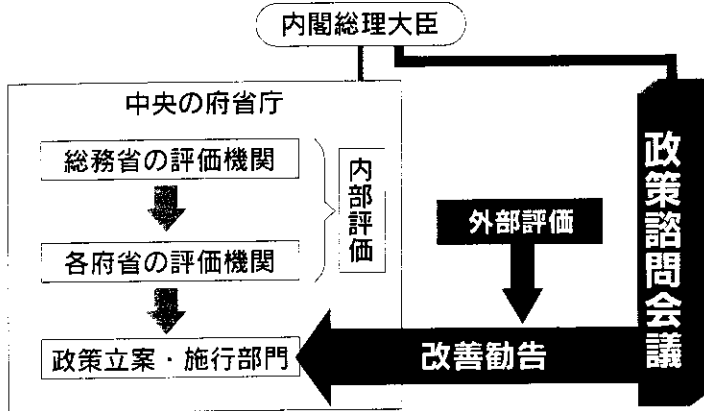 内閣総理大臣
中央の府省庁
総務省の評価機関
各府省の評価機関
内部評価
政策立案・施行部門
外部評価
改善勧告
政策諮問会議